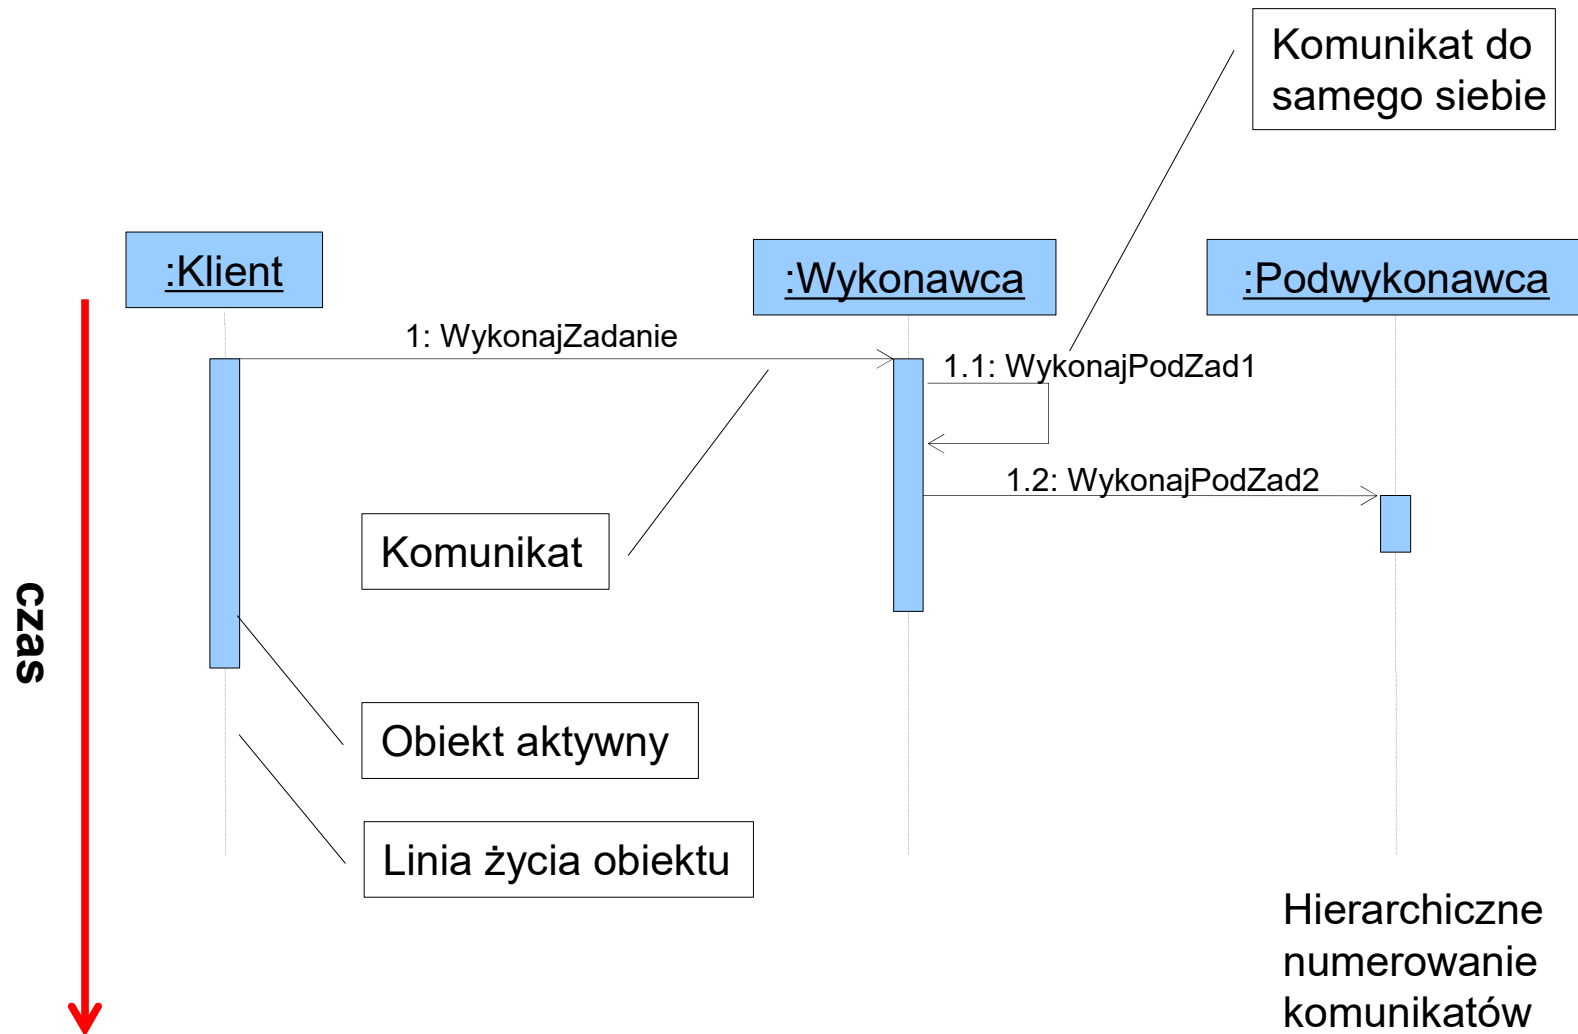 Komunikat do
samego siebie
:Klient
:Wykonawca
:Podwykonawca
1: WykonajZadanie
1.1: WykonajPodZad1
1.2: WykonajPodZad2
Komunikat
czas
Obiekt aktywny
Linia życia obiektu
Hierarchiczne
numerowanie
komunikatów